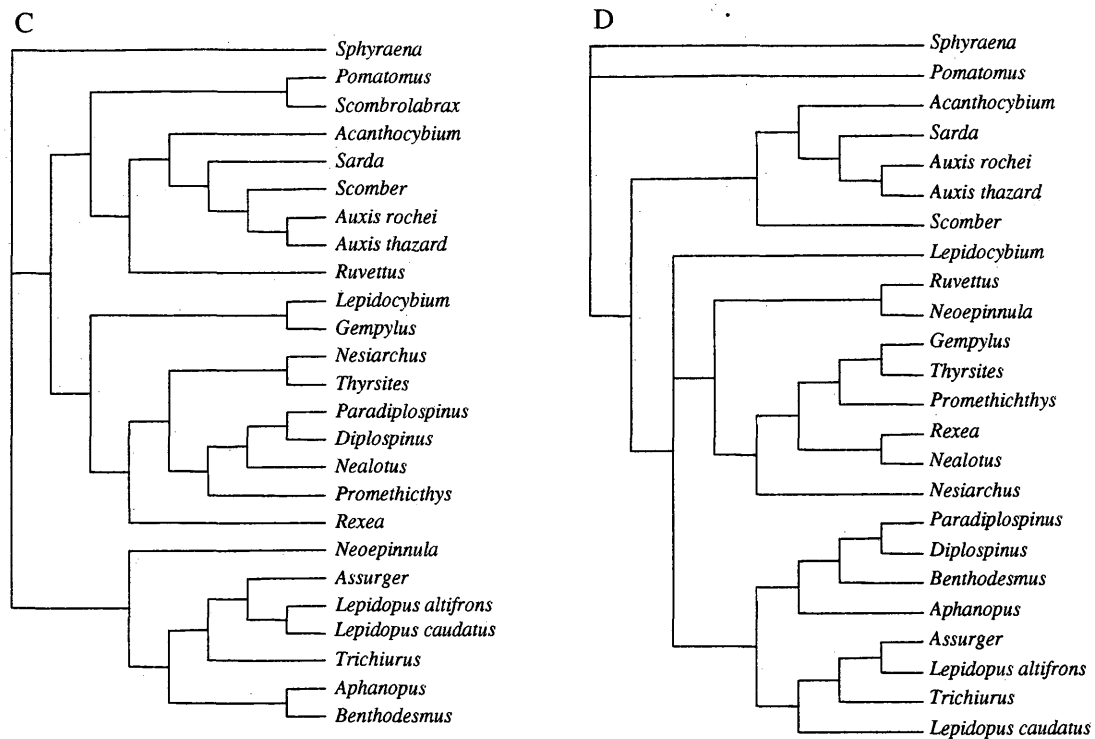 C
Sphyraena
Pomatomus
Scombrolabrax
Acanthocybium
Sarda
Scomber
Auxis rochei
Auxis thazard
Ruvettus
Lepidocybium
Gempylus
Nesiarchus
Thyrsites
Paradiplospinus
Diplospinus
Nealotus
Promethicthys
Rexea
Neoepinnula
Assurger
Lepidopus altifrons
Lepidopus caudatus
Trichiurus
Aphanopus
Benthodesmus
D
Sphyraena
Pomatomus
Acanthocybium
Sarda
Auxis rochei
Auxis thazard
Scomber
Lepidocybium
Ruvettus
Neoepinnula
Gempylus
Thyrsites
Promethichthys
Rexea
Nealotus
Nesiarchus
Paradiplospinus
Diplospinus
Benthodesmus
Aphanopus
Assurger
Lepidopus altifrons
Trichiurus
Lepidopus caudatus